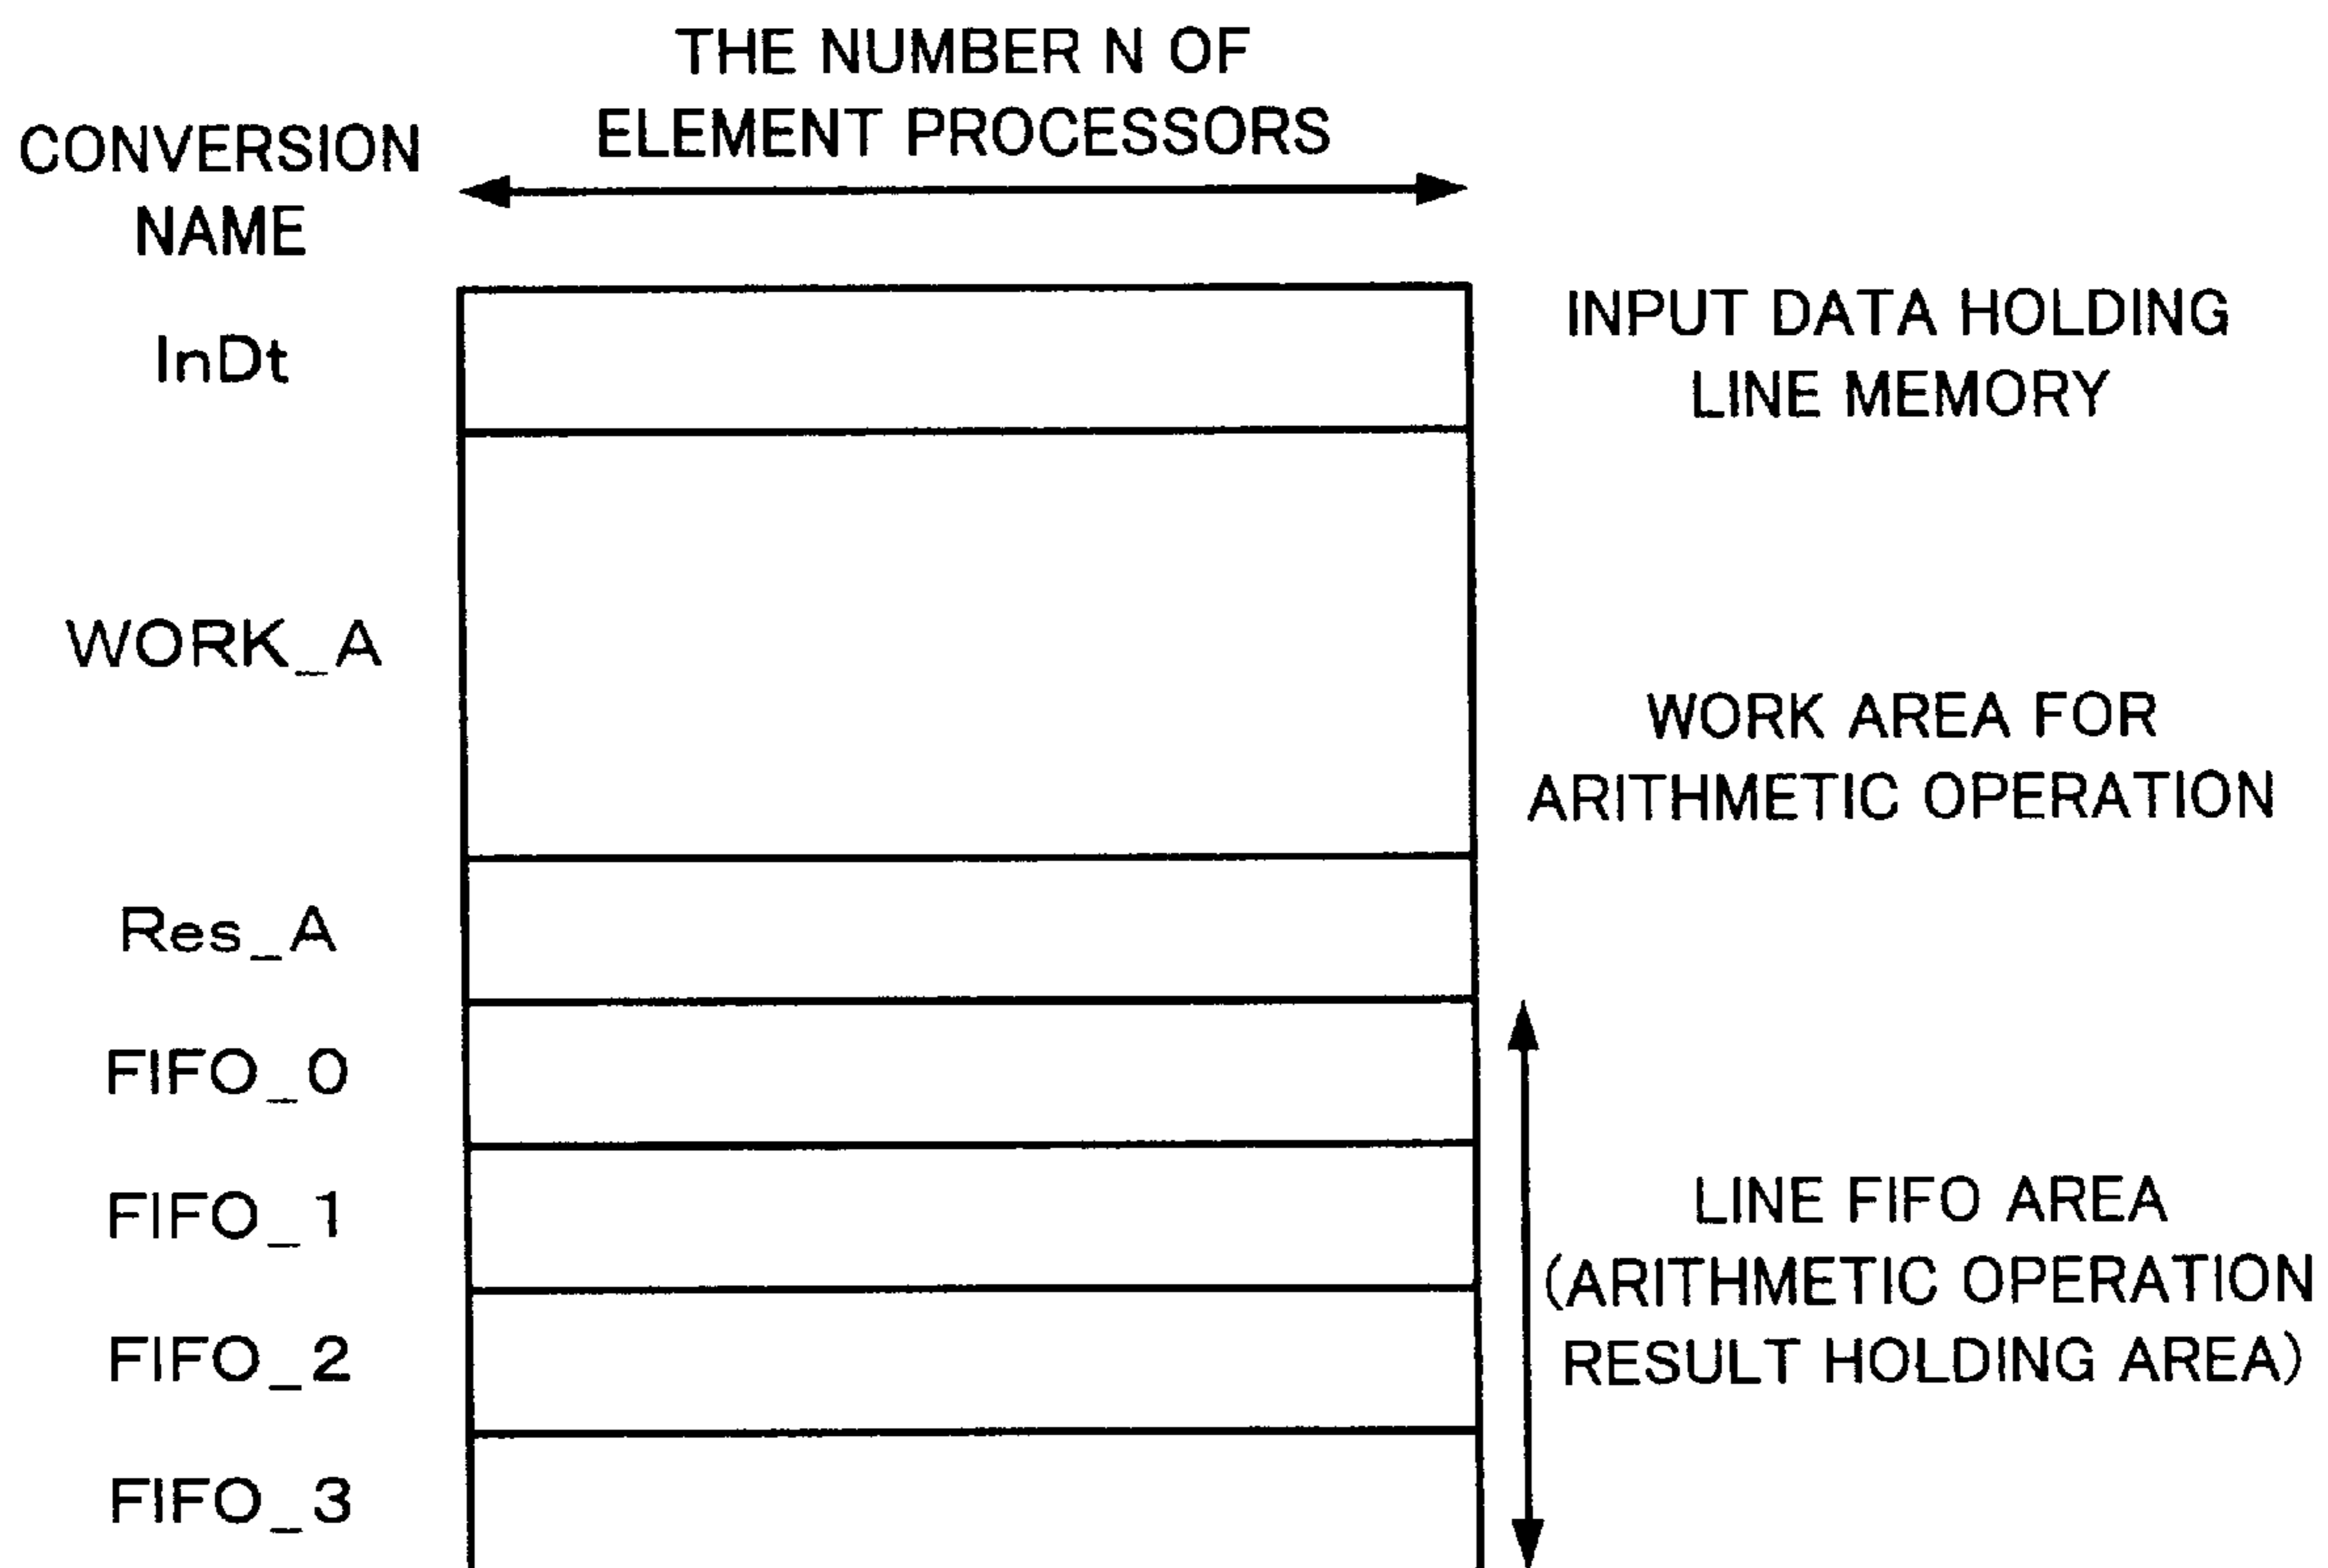 THE NUMBER N OF
ELEMENT PROCESSORS
CONVERSION
NAME
InDt
INPUT DATA HOLDING
LINE MEMORY
WORK_A
WORK AREA FOR
ARITHMETIC OPERATION
Res_A
FIFO_0
FIFO_1
LINE FIFO AREA
(ARITHMETIC OPERATION
RESULT HOLDING AREA)
FIFO_2
FIFO_3